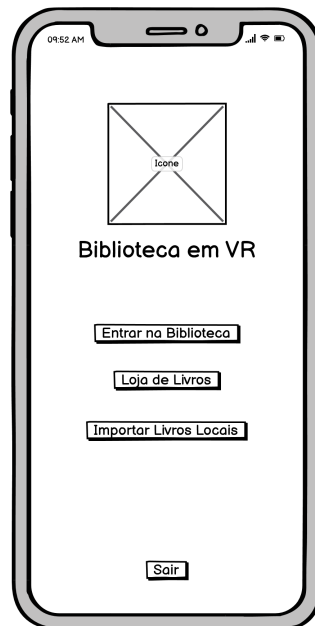 09:52 AM
Icone
Biblioteca em VR
Entrar na Biblioteca
Loja de Livros
Importar Livros Locais
Sair